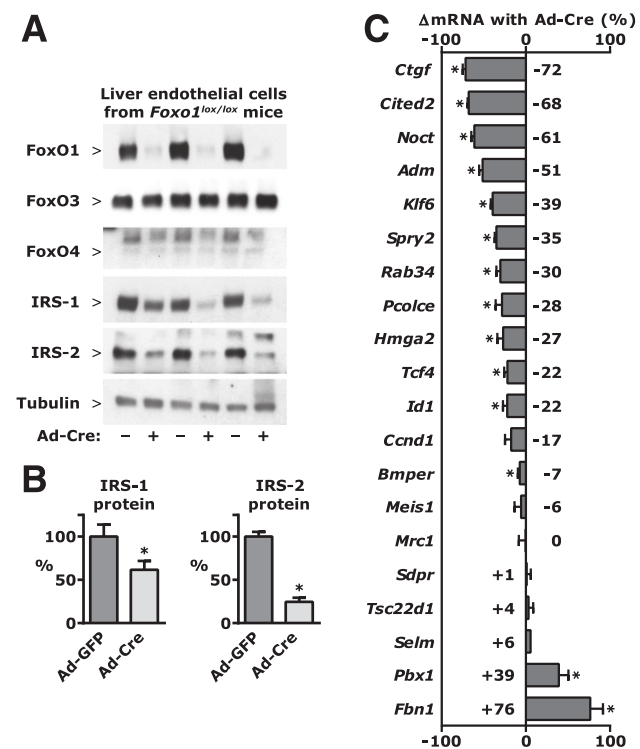 A
Liver endothelial cells
from Foxo1lox/lox mice
FoxO1 >
FoxO3 >
FoxO4 >
IRS-1 >
IRS-2 >
Tubulin >
Ad-Cre: – + – + – +
B
IRS-1
protein
%
100
50
0
*
Ad-GFP
Ad-Cre
IRS-2
protein
%
100
50
0
*
Ad-GFP
Ad-Cre
C
ΔmRNA with Ad-Cre (%)
-100 0 100
Ctgf * -72
Cited2 * -68
Noct * -61
Adm * -51
Klf6 * -39
Spry2 * -35
Rab34 * -30
Pcolce * -28
Hmga2 * -27
Tcf4 * -22
Id1 * -22
Ccnd1 -17
Bmper * -7
Meis1 -6
Mrc1 0
Sdpr +1
Tsc22d1 +4
Selm +6
Pbx1 +39 *
Fbn1 +76 *
-100 0 100